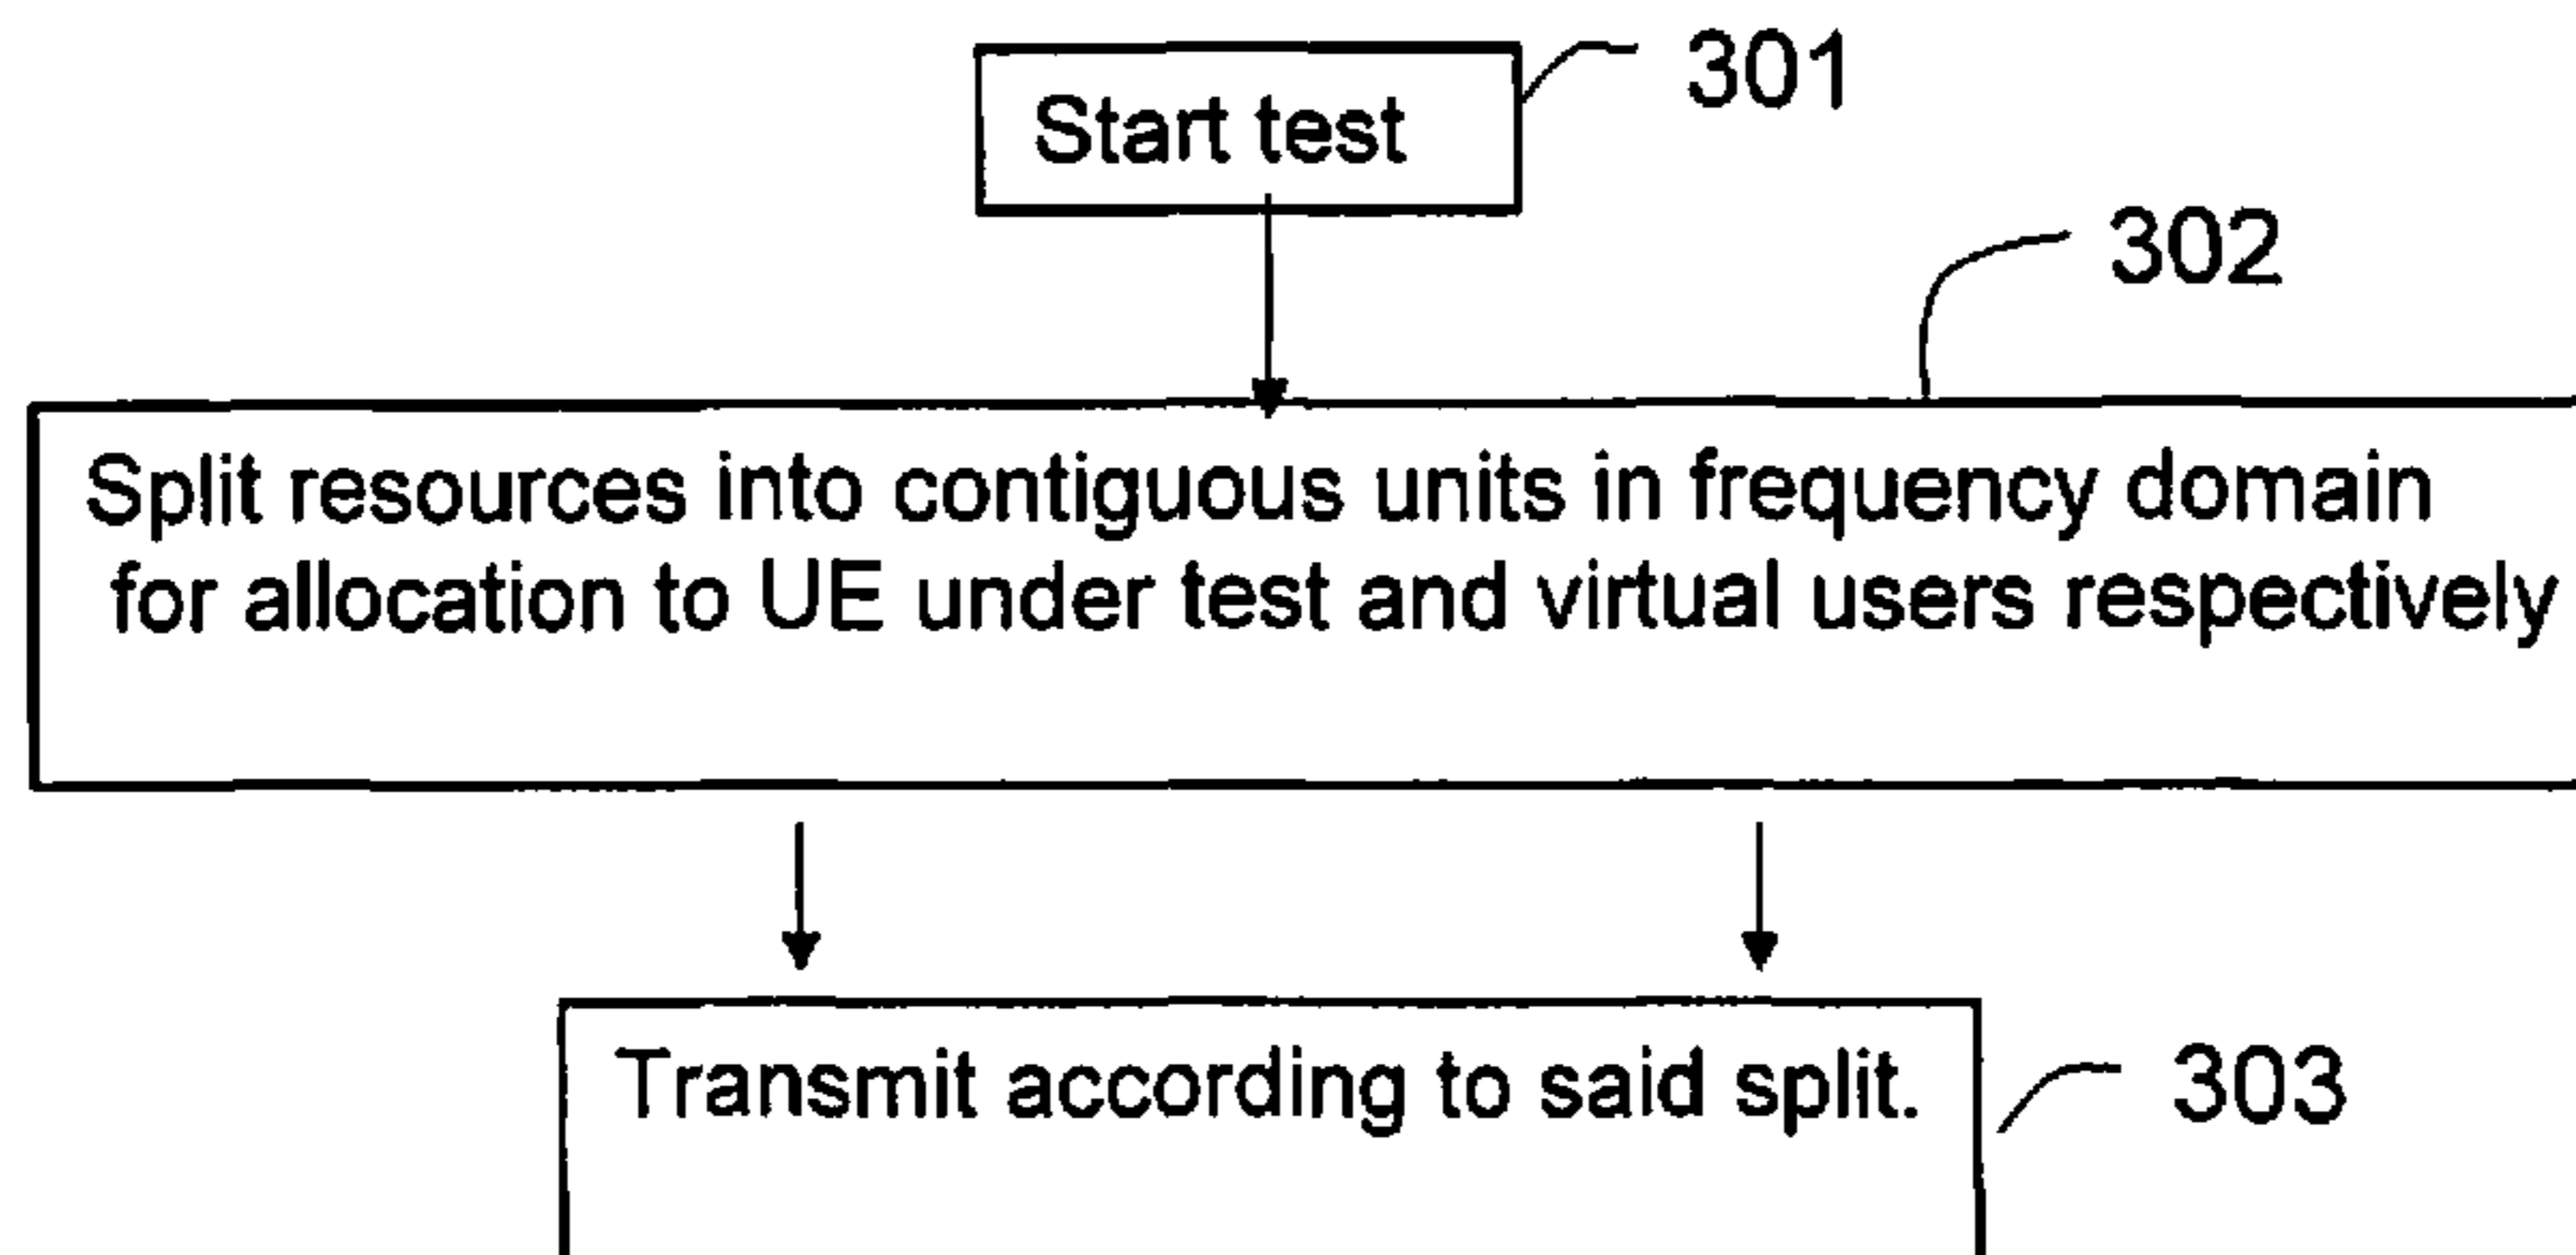 Start test
301
302
Split resources into contiguous units in frequency domain
for allocation to UE under test and virtual users respectively
Transmit according to said split.
303